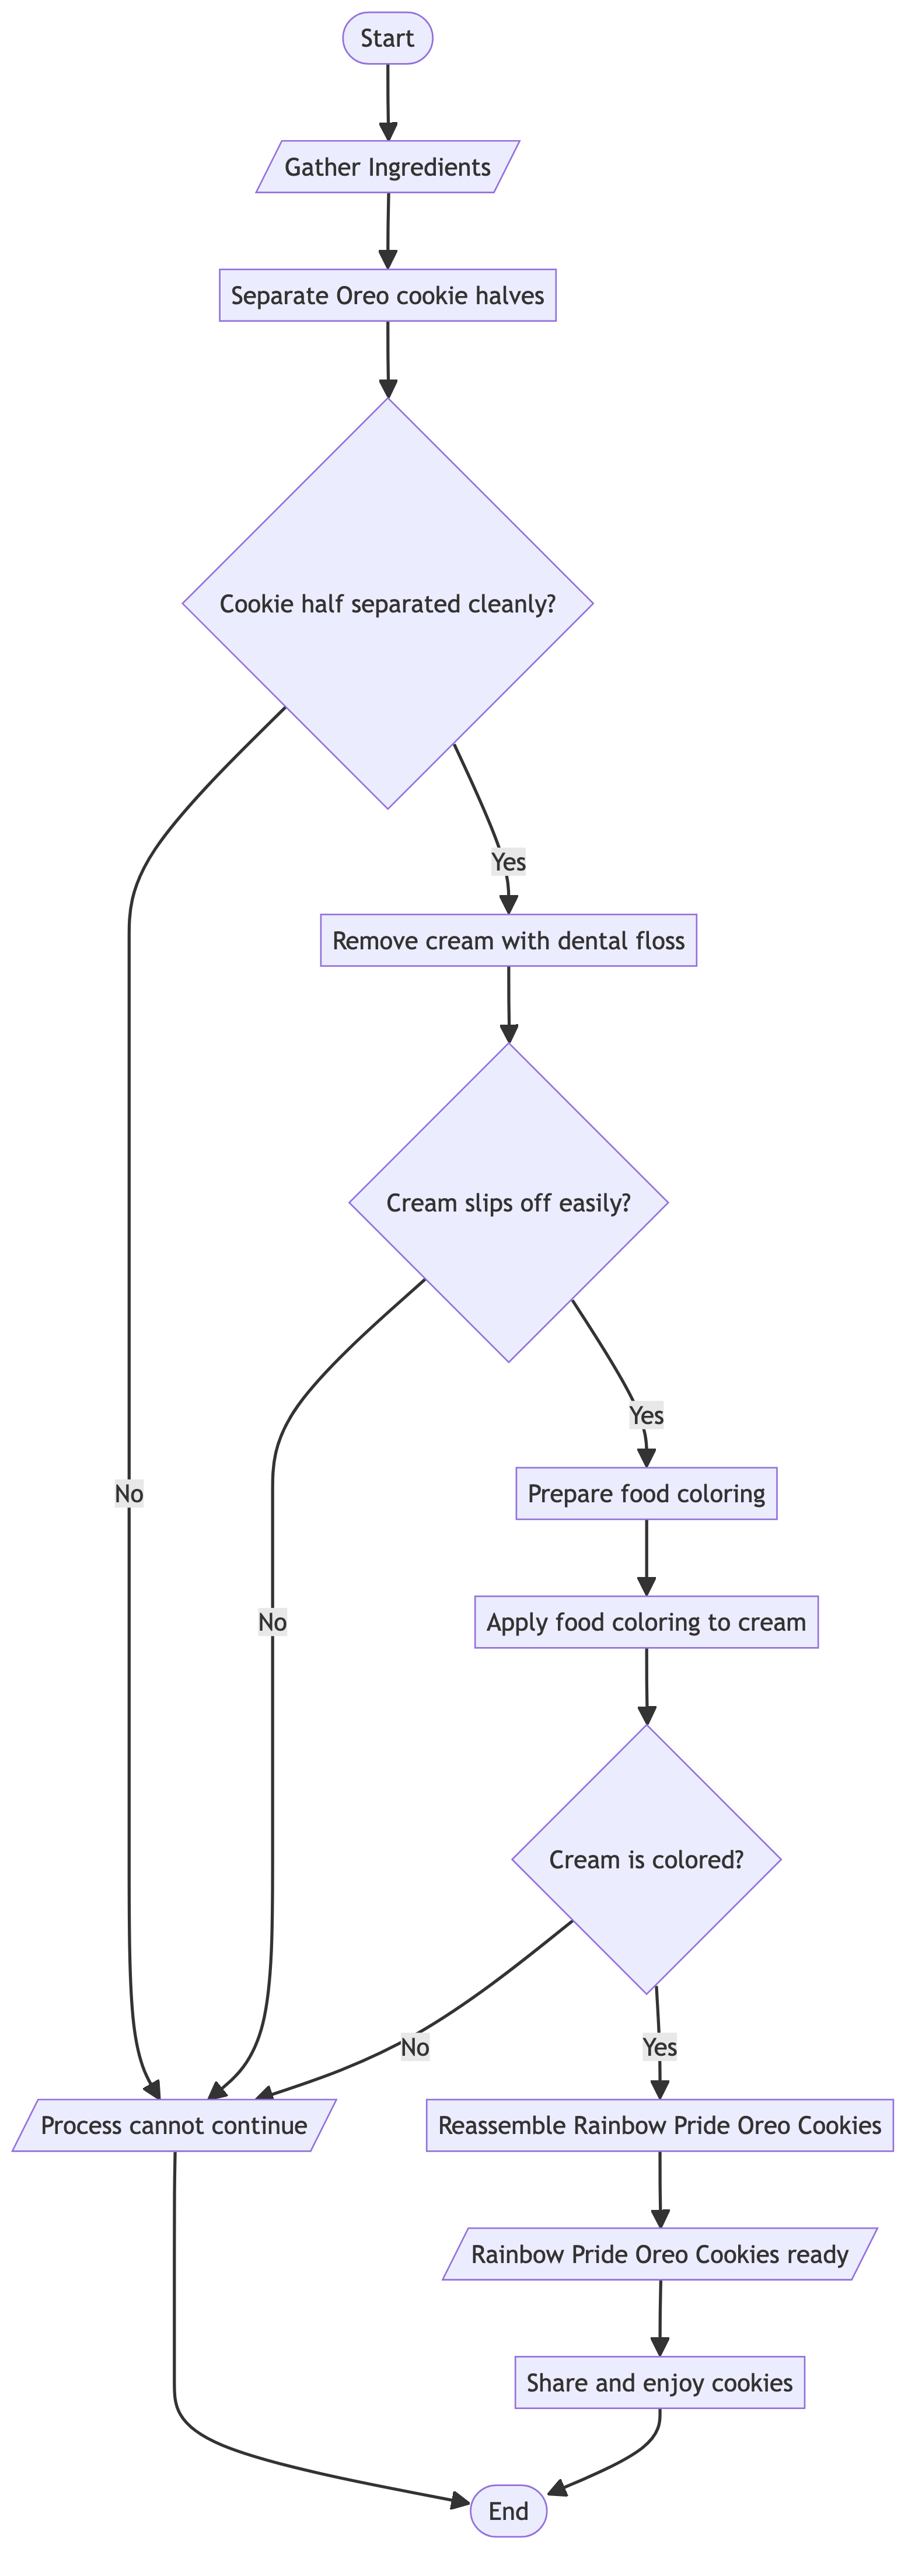 Start
Gather Ingredients
Separate Oreo cookie halves
Cookie half separated cleanly?
Yes
Remove cream with dental floss
Cream slips off easily?
Yes
No
Prepare food coloring
No
Apply food coloring to cream
Cream is colored?
No
Yes
Process cannot continue
Reassemble Rainbow Pride Oreo Cookies
Rainbow Pride Oreo Cookies ready
Share and enjoy cookies
End